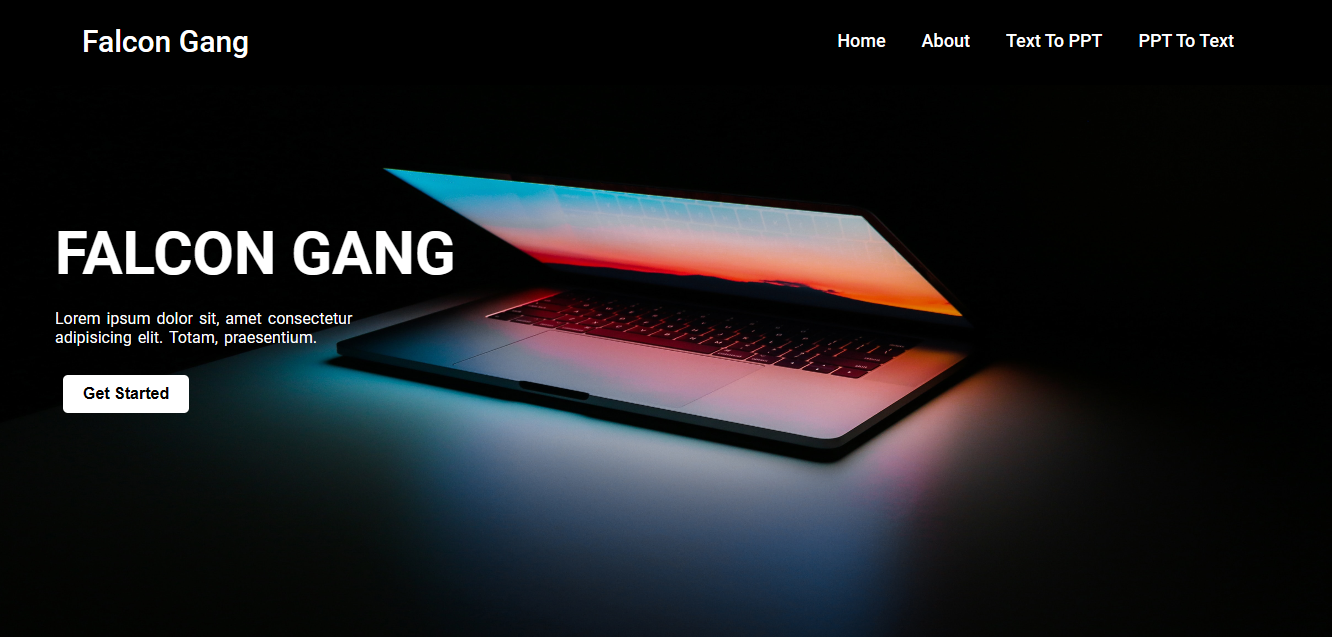 Falcon Gang
Home About Text To PPT PPT To Text
FALCON GANG
Lorem ipsum dolor sit, amet consectetur
adipisicing elit. Totam, praesentium.
Get Started